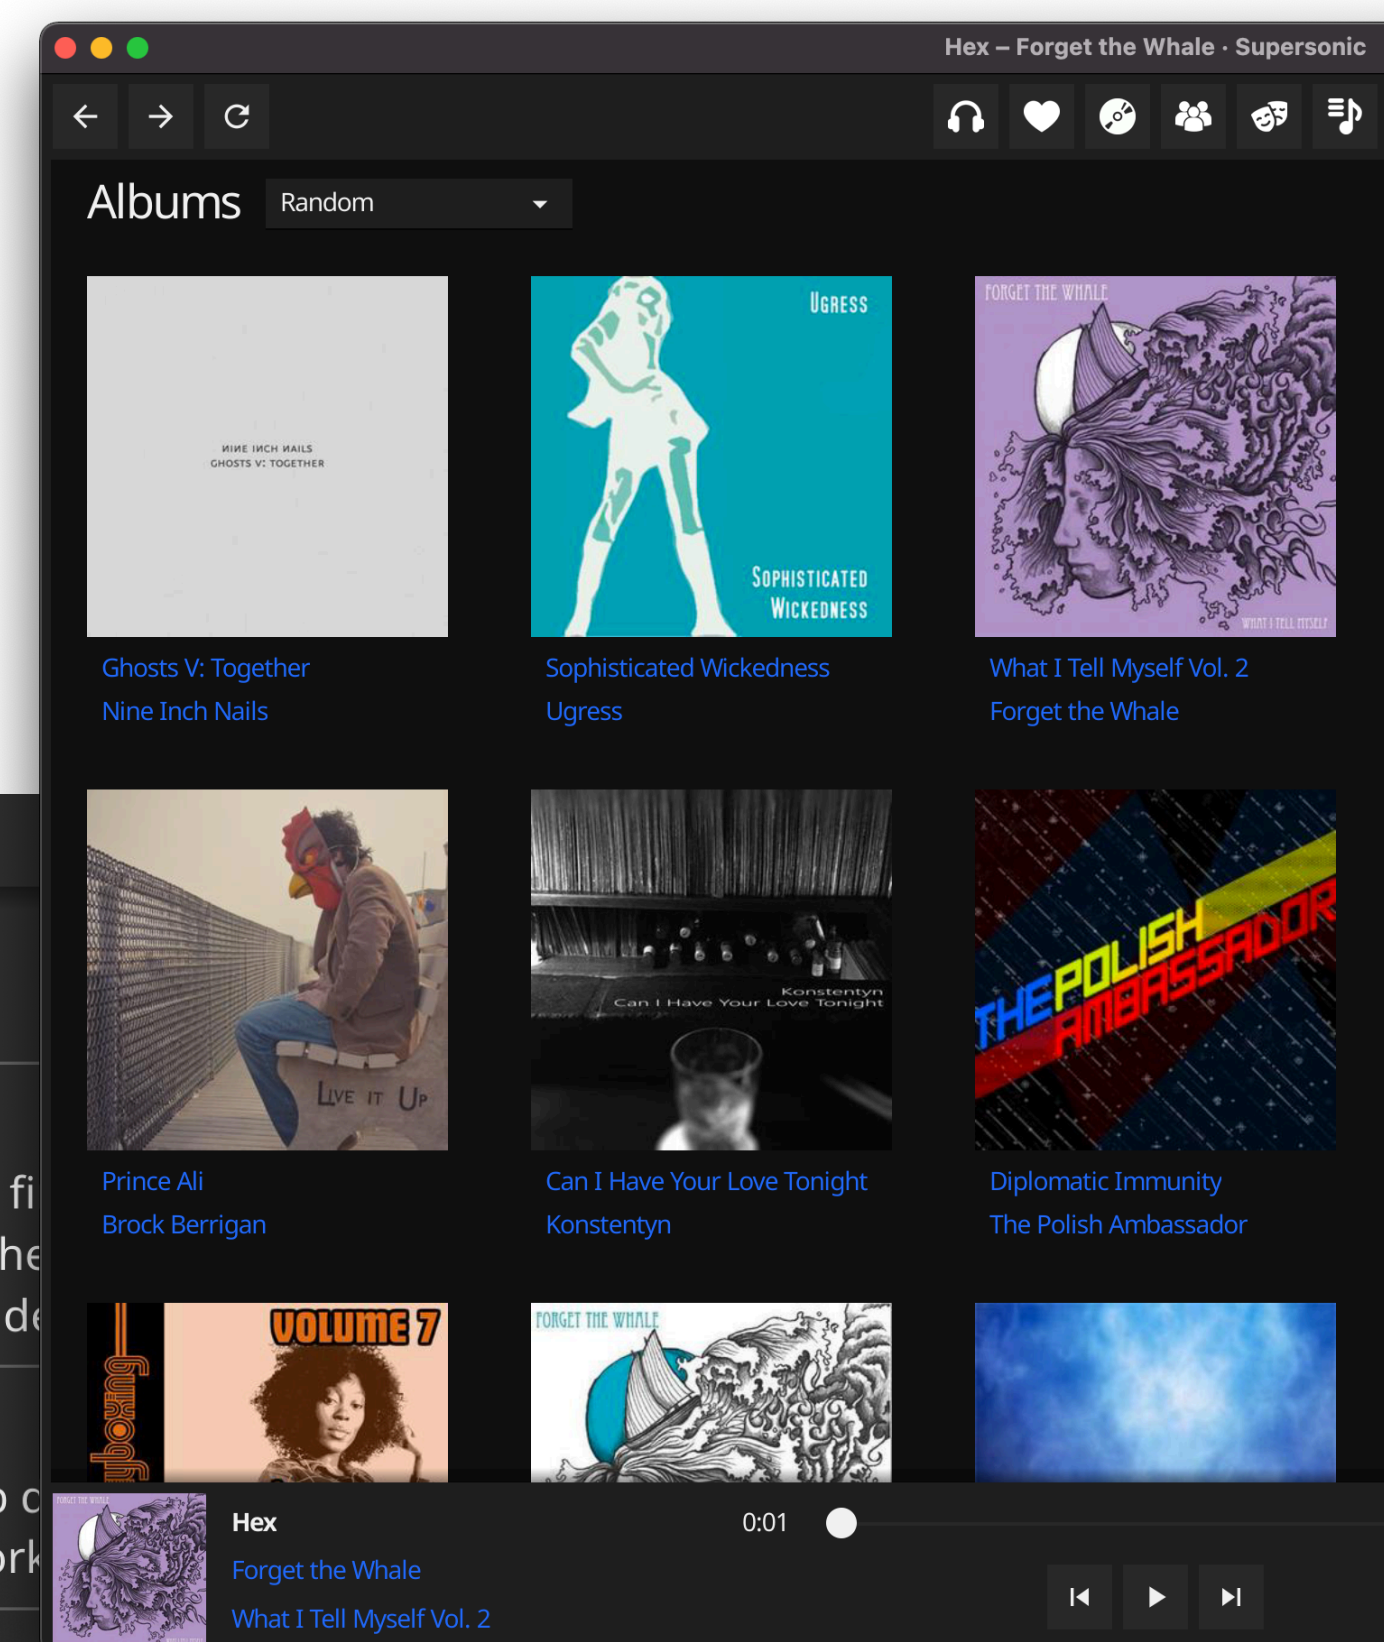 Hex – Forget the Whale · Supersonic
Albums
Random
NINE INCH NAILS
GHOSTS V: TOGETHER
UGRESS
SOPHISTICATED
WICKEDNESS
FORGET THE WHALE
WHAT I TELL MYSELF
Ghosts V: Together
Nine Inch Nails
Sophisticated Wickedness
Ugress
What I Tell Myself Vol. 2
Forget the Whale
LIVE IT UP
Konstentyn
Can I Have Your Love Tonight
THE POLISH
AMBASSADOR
Prince Ali
Brock Berrigan
Can I Have Your Love Tonight
Konstentyn
Diplomatic Immunity
The Polish Ambassador
VOLUME 7
yboxing
FORGET THE WHALE
FORGET THE WHALE
Hex
Forget the Whale
What I Tell Myself Vol. 2
0:01